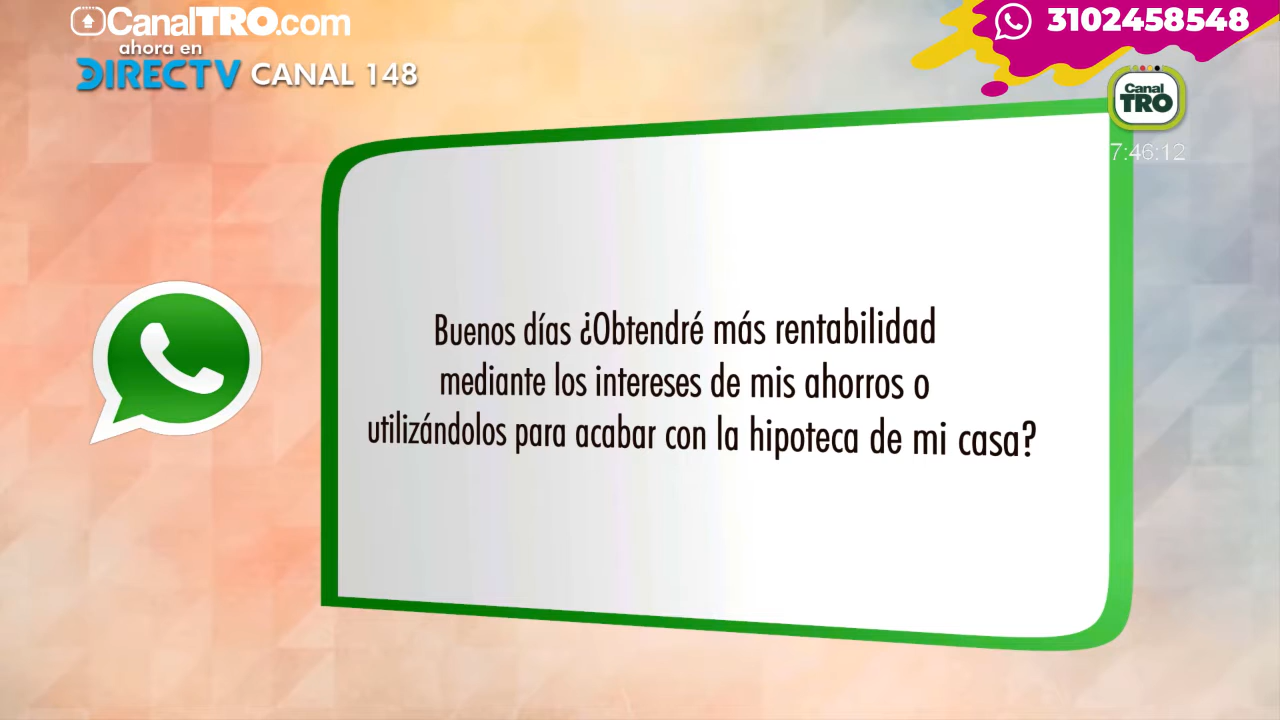 CanalTRO.com
ahora en
DIRECTV CANAL 148
3102458548
Canal
TRO
7:46:12
Buenos días ¿Obtendré más rentabilidad
mediante los intereses de mis ahorros o
utilizándolos para acabar con la hipoteca de mi casa?